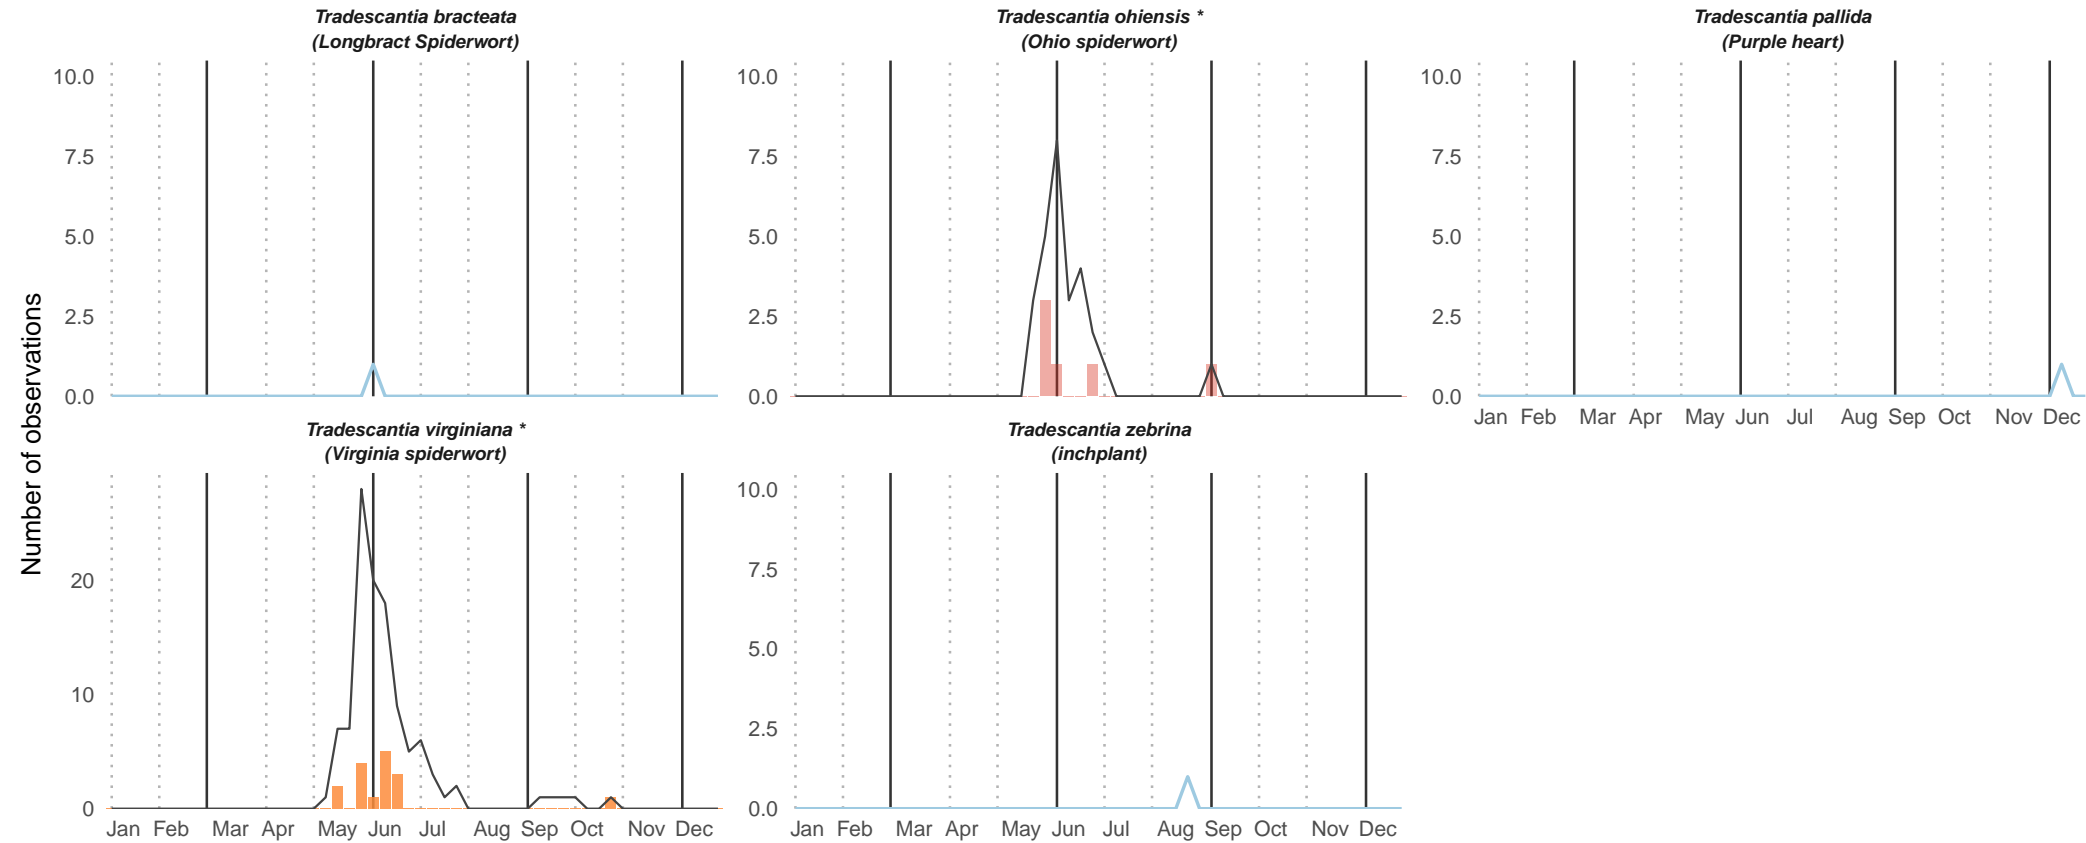 Number of observations
Tradescantia bracteata
(Longbract Spiderwort)
10.0
7.5
5.0
2.5
0.0
Tradescantia ohiensis *
(Ohio spiderwort)
10.0
7.5
5.0
2.5
0.0
Tradescantia pallida
(Purple heart)
10.0
7.5
5.0
2.5
0.0
Jan Feb Mar Apr May Jun Jul Aug Sep Oct Nov Dec
Tradescantia virginiana *
(Virginia spiderwort)
20
10
0
Jan Feb Mar Apr May Jun Jul Aug Sep Oct Nov Dec
Tradescantia zebrina
(inchplant)
10.0
7.5
5.0
2.5
0.0
Jan Feb Mar Apr May Jun Jul Aug Sep Oct Nov Dec